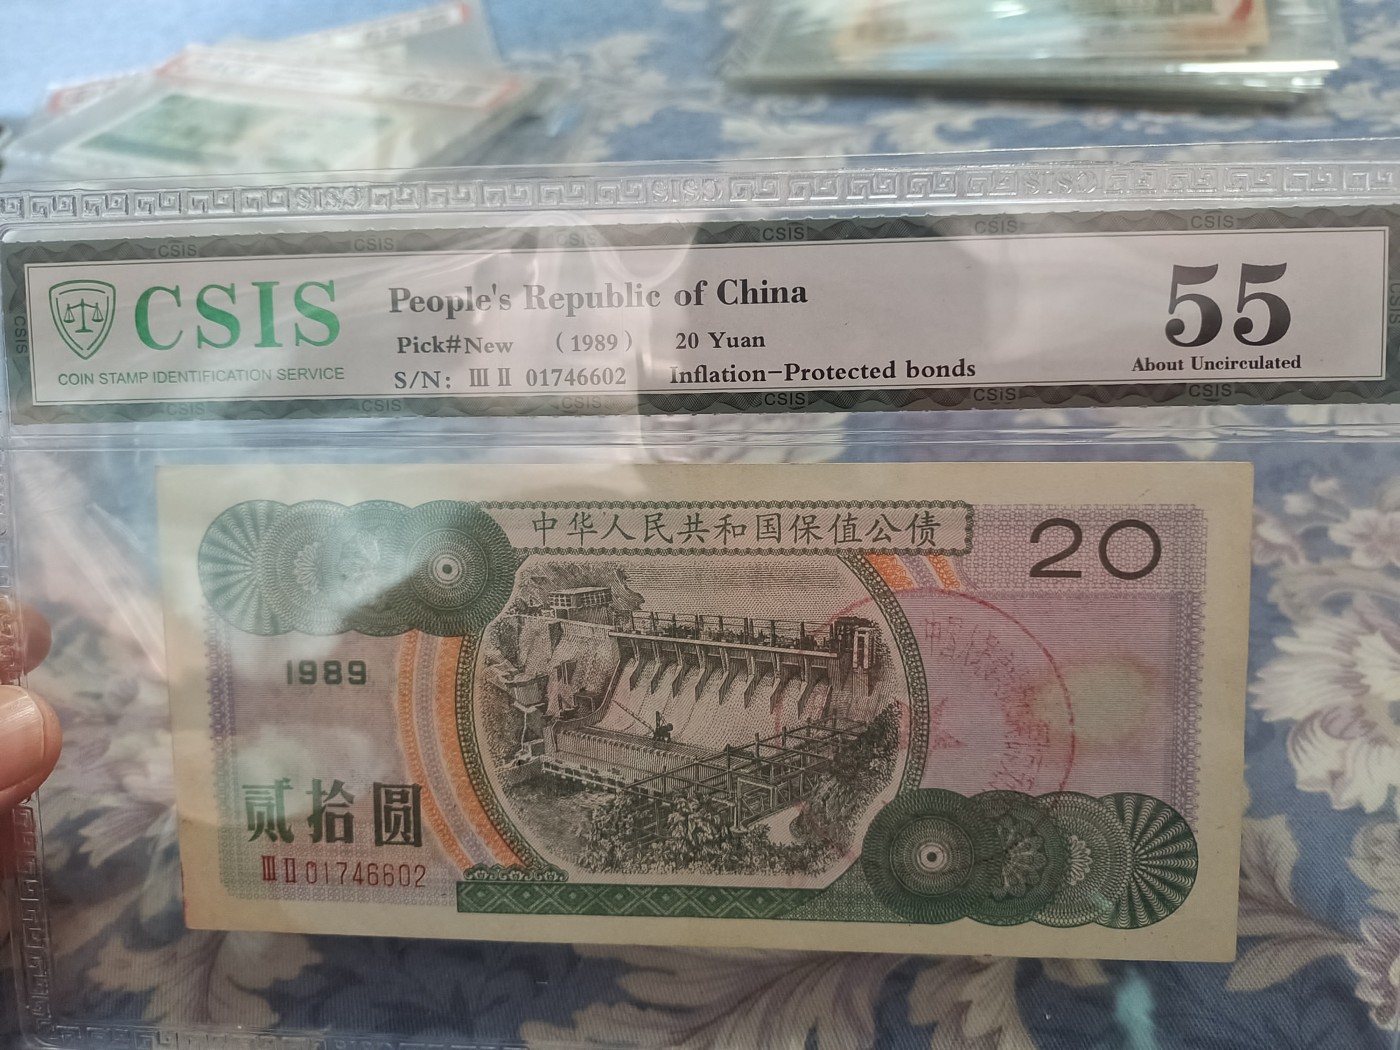 CSIS
COIN STAMP IDENTIFICATION SERVICE
People's Republic of China
Pick#New (1989) 20 Yuan
S/N: III II 01746602 Inflation-Protected bonds
55
About Uncirculated
中华人民共和国保值公债
20
1989
贰拾圆
III II 01746602